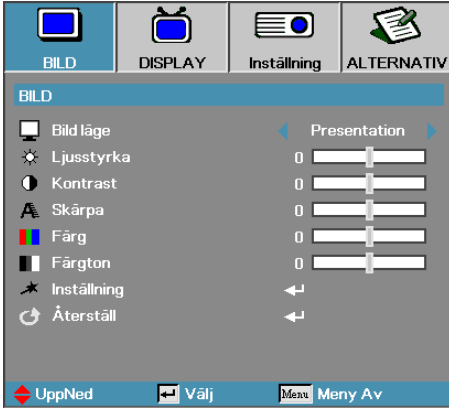 BILD DISPLAY Inställning ALTERNATIV
BILD
Bild läge Presentation
Ljusstyrka 0
Kontrast 0
Skärpa 0
Färg 0
Färgton 0
Inställning
Återställ
UppNed Välj Menu Meny Av